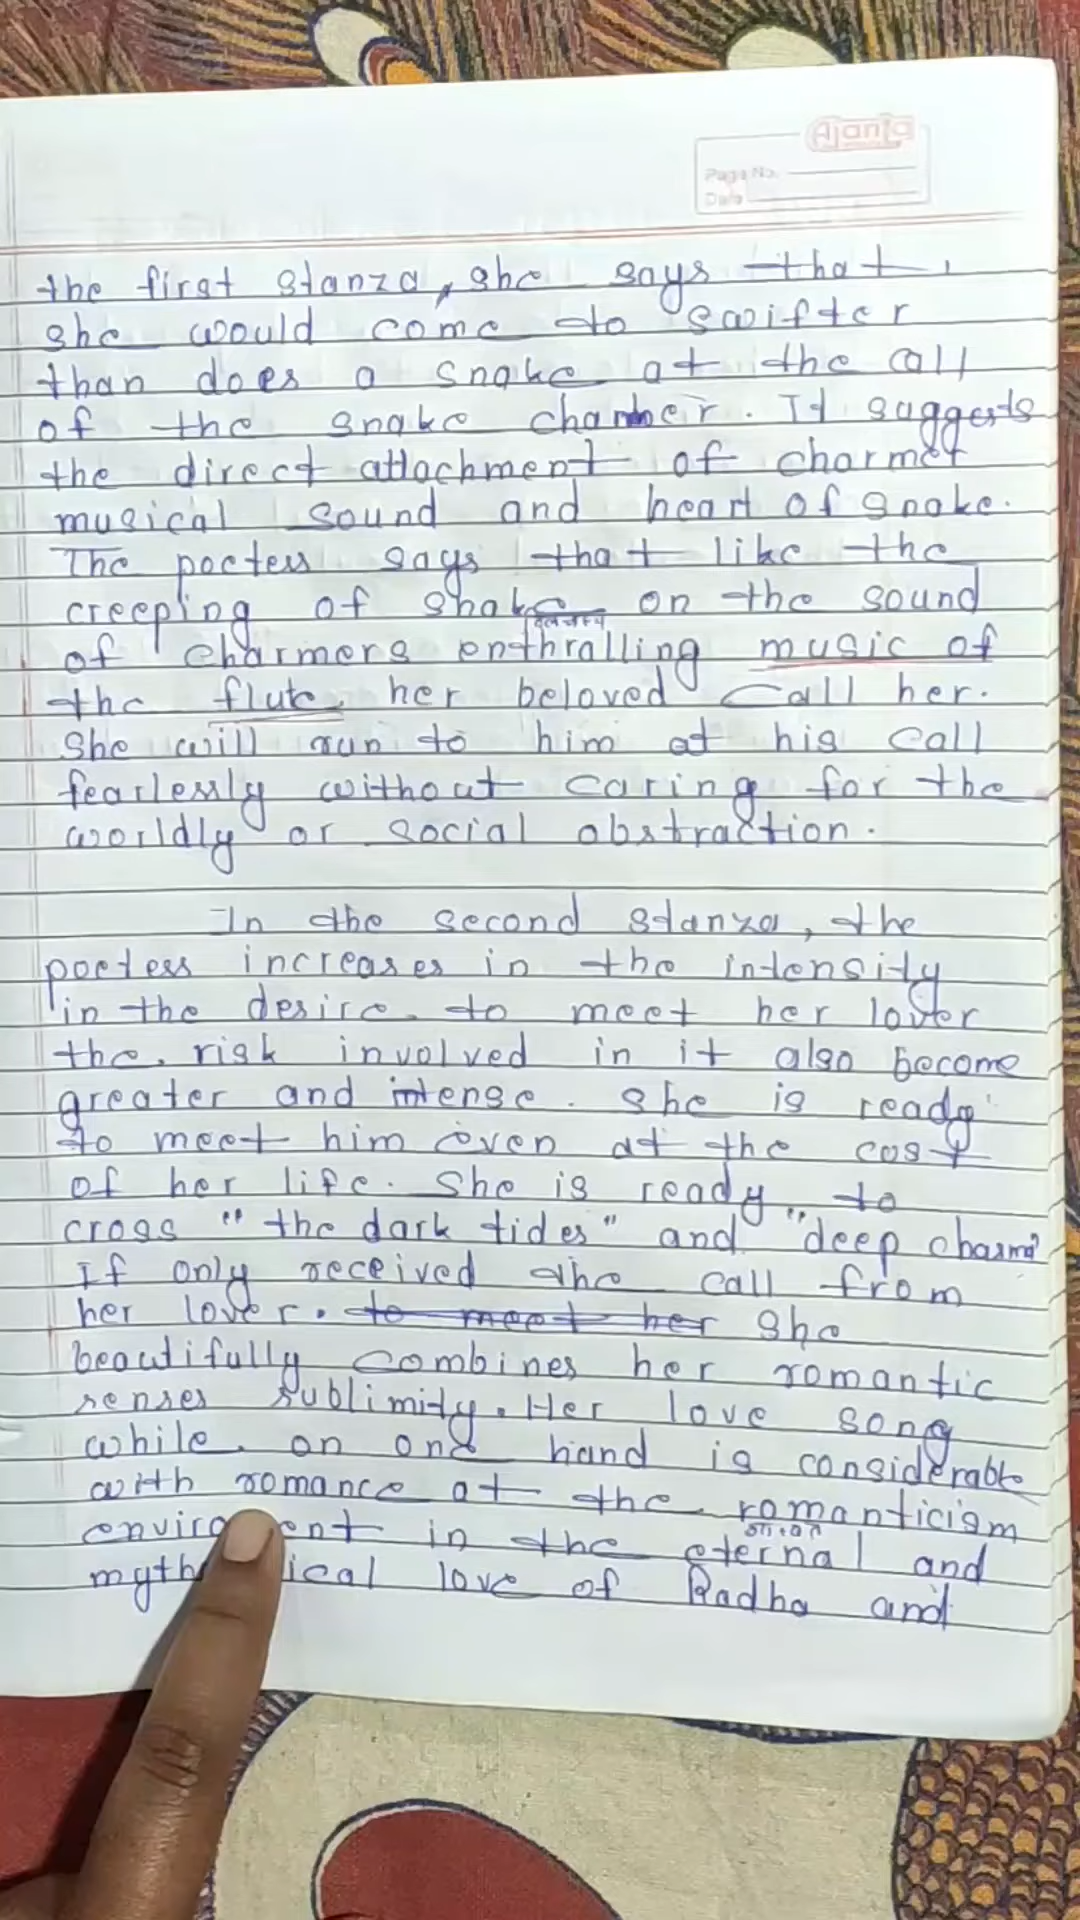 Ajanta
Page No.
Date
the first stanza, she says that,
she would come to swifter
than does a snake at the call
of the snake charmer. It suggests
the direct attachment of charmer
musical sound and heart of snake.
The poetess says that like the
creeping of snake on the sound
of charmers enthralling music of
the flute, her beloved call her.
She will run to him at his call
fearlessly without caring for the
worldly or social obstraction.
In the second stanza, the
poetess increases in the intensity
in the desire to meet her lover
the risk involved in it also become
greater and intense. She is ready
to meet him even at the cost
of her life. She is ready to
cross "the dark tides" and "deep
If only received the call from
her lover. to meet her She
beautifully combines her romantic
senses sublimity. Her love song
while on one hand is considerable
with romance at the romanticism
in the eternal and
love of Radha and